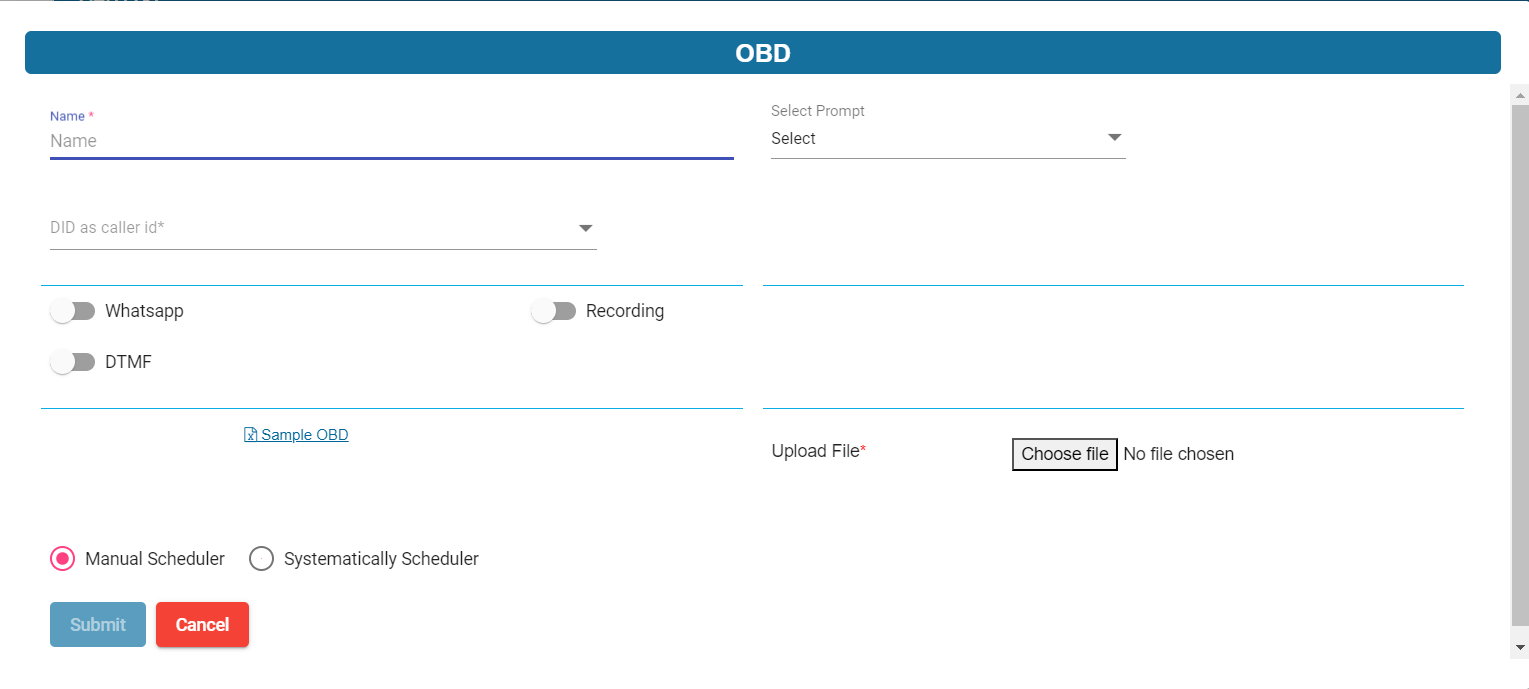 OBD
Name *
Name
Select Prompt
Select
DID as caller id*
Whatsapp
Recording
DTMF
Sample OBD
Upload File*
Choose file No file chosen
Manual Scheduler
Systematically Scheduler
Submit
Cancel